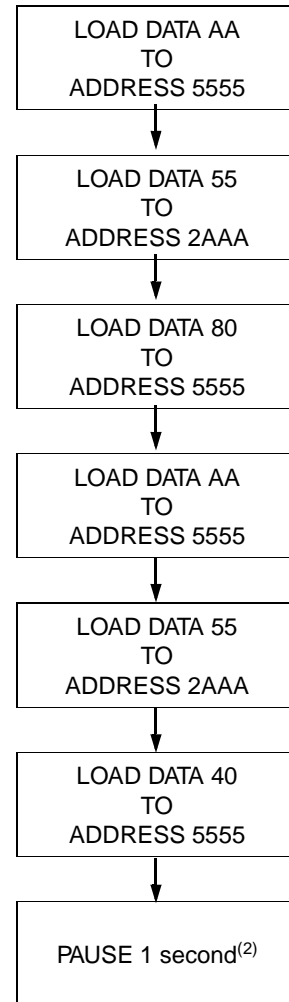 LOAD DATA AA
TO
ADDRESS 5555
LOAD DATA 55
TO
ADDRESS 2AAA
LOAD DATA 80
TO
ADDRESS 5555
LOAD DATA AA
TO
ADDRESS 5555
LOAD DATA 55
TO
ADDRESS 2AAA
LOAD DATA 40
TO
ADDRESS 5555
PAUSE 1 second(2)